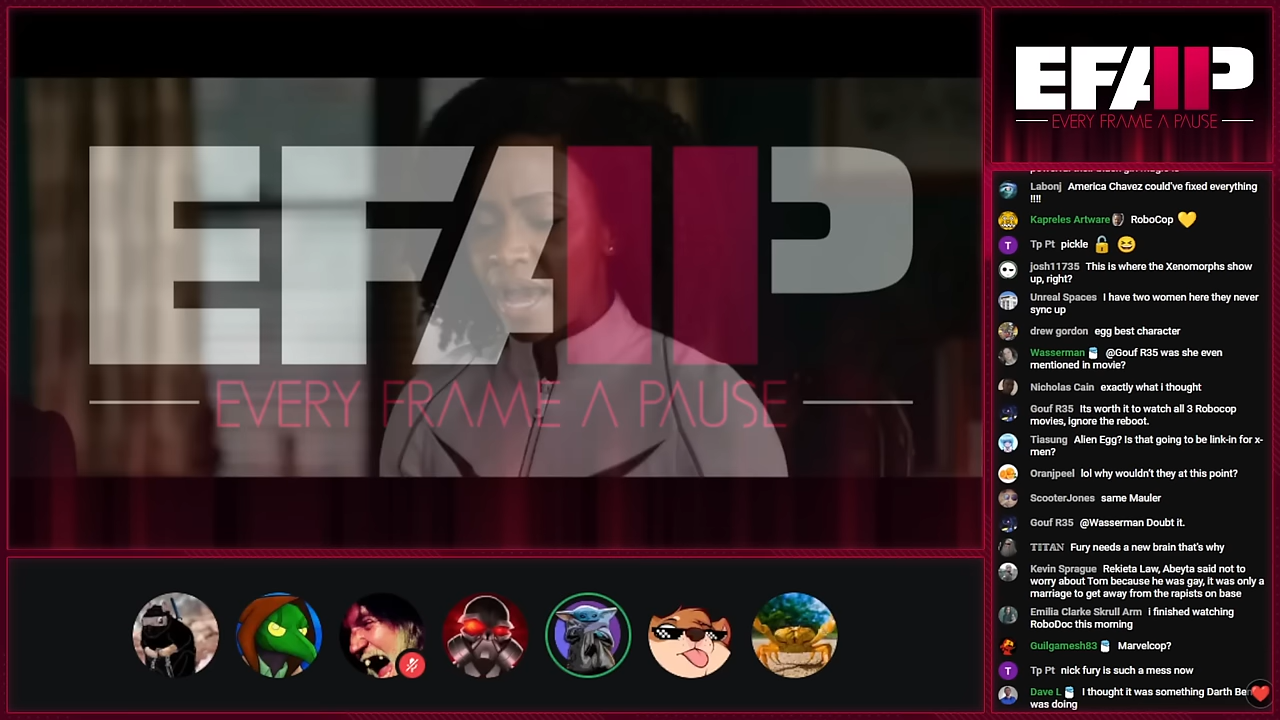 EFAP
EVERY FRAME A PAUSE
EFAP
EVERY FRAME A PAUSE
Labonj America Chavez could've fixed everything
!!!!
Kapreles Artware RoboCop 💛
Tp Pt pickle 🔓 😆
josh11735 This is where the Xenomorphs show
up, right?
Unreal Spaces I have two women here they never
sync up
drew gordon egg best character
Wasserman @Gouf R35 was she even
mentioned in movie?
Nicholas Cain exactly what i thought
Gouf R35 Its worth it to watch all 3 Robocop
movies, ignore the reboot.
Tiasung Alien Egg? Is that going to be link-in for x-
men?
Oranjpeel lol why wouldn't they at this point?
ScooterJones same Mauler
Gouf R35 @Wasserman Doubt it.
TITAN Fury needs a new brain that's why
Kevin Sprague Rekieta Law, Abeyta said not to
worry about Tom because he was gay, it was only a
marriage to get away from the rapists on base
Emilia Clarke Skrull Arm i finished watching
RoboDoc this morning
Guilgamesh83 Marvelcop?
Tp Pt nick fury is such a mess now
Dave L I thought it was something Darth
was doing